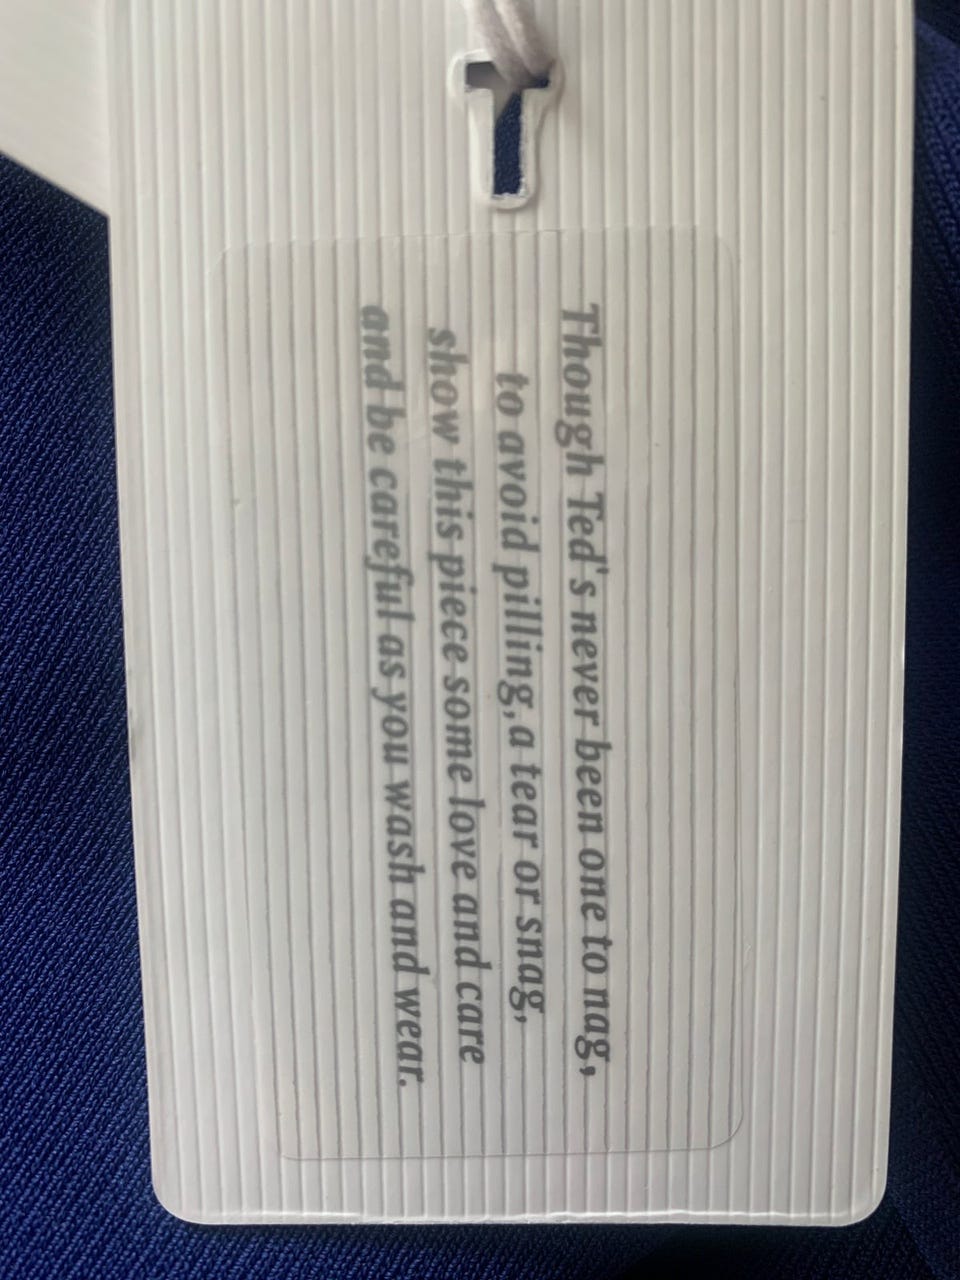 Though Ted's never been one to nag,
to avoid pilling, a tear or snag,
show this piece some love and care
and be careful as you wash and wear.